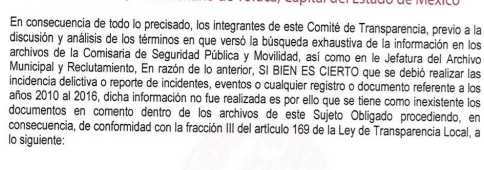 Capital del Estado de México
En consecuencia de todo lo precisado, los integrantes de este Comité de Transparencia, previo a la
discusión y análisis de los términos en que versó la búsqueda exhaustiva de la información en los
archivos de la Comisaria de Seguridad Pública y Movilidad, así como en le Jefatura del Archivo
Municipal y Reclutamiento, En razón de lo anterior, SI BIEN ES CIERTO que se debió realizar las
incidencia delictiva o reporte de incidentes, eventos o cualquier registro o documento referente a los
años 2010 al 2016, dicha información no fue realizada es por ello que se tiene como inexistente los
documentos en comento dentro de los archivos de este Sujeto Obligado procediendo, en
consecuencia, de conformidad con la fracción III del artículo 169 de la Ley de Transparencia Local, a
lo siguiente: